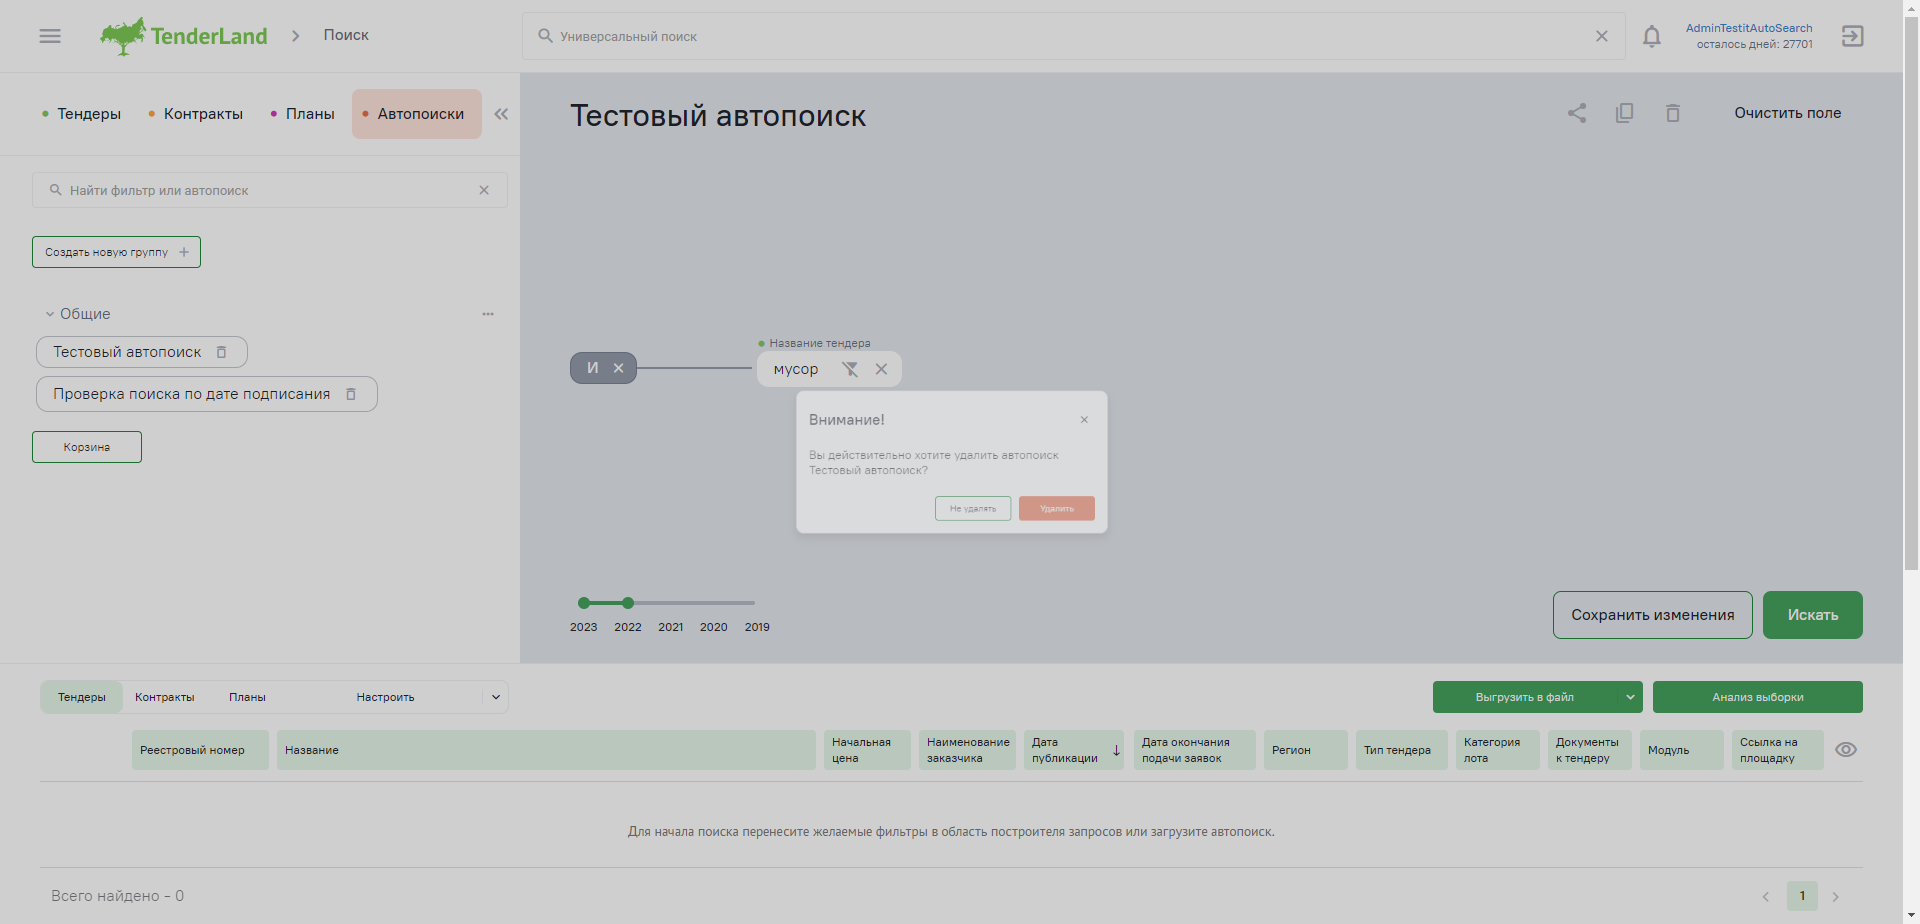 TenderLand
Поиск
Универсальный поиск
AdminTestitAutoSearch
осталось дней: 27701
Тендеры
Контракты
Планы
Автопоиски
Найти фильтр или автопоиск
Создать новую группу
Общие
Тестовый автопоиск
Проверка поиска по дате подписания
Корзина
Тестовый автопоиск
Очистить поле
И
Название тендера
мусор
Внимание!
Вы действительно хотите удалить автопоиск
Тестовый автопоиск?
Не удалять
Удалить
2023 2022 2021 2020 2019
Сохранить изменения
Искать
Тендеры
Контракты
Планы
Настроить
Выгрузить в файл
Анализ выборки
Реестровый номер
Название
Начальная
цена
Наименование
заказчика
Дата
публикации
Дата окончания
подачи заявок
Регион
Тип тендера
Категория
лота
Документы
к тендеру
Модуль
Ссылка на
площадку
Для начала поиска перенесите желаемые фильтры в область построителя запросов или загрузите автопоиск.
Всего найдено - 0
1